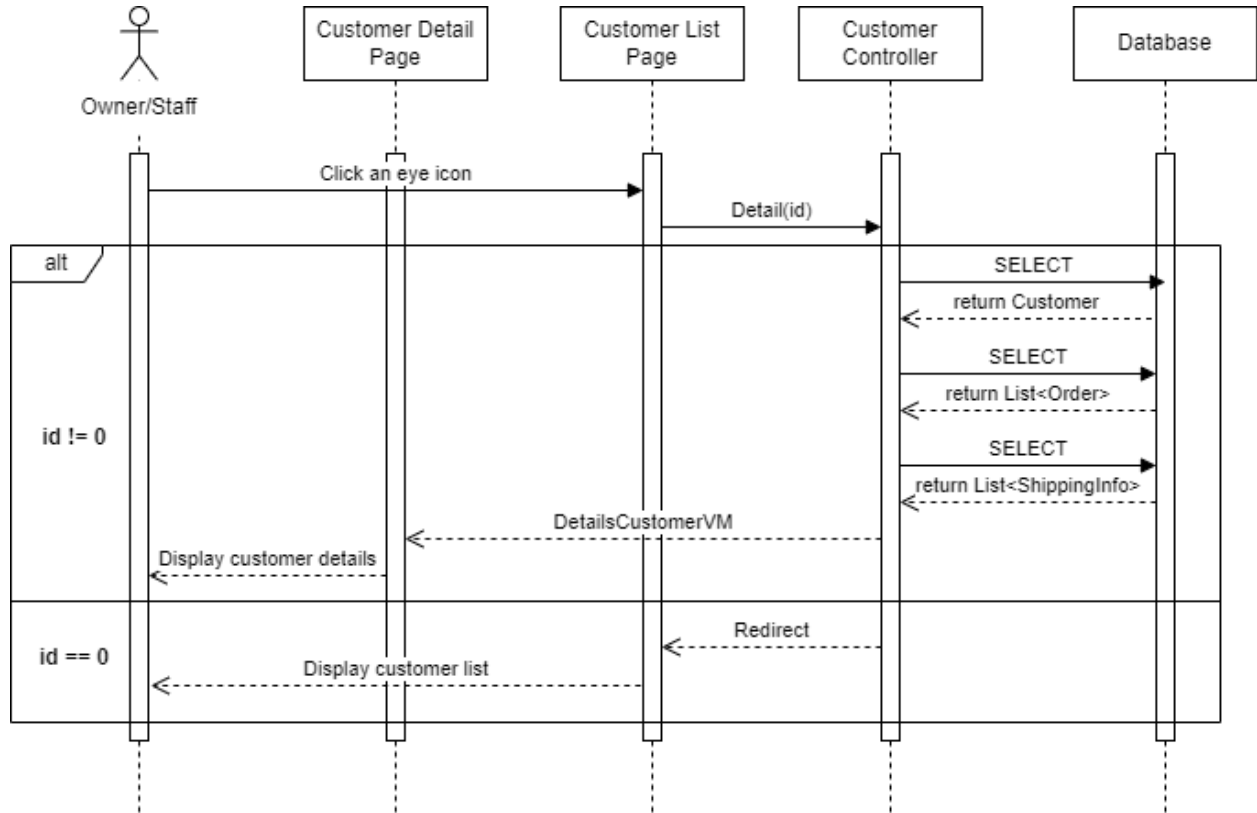 Customer Detail
Page
Customer List
Page
Customer
Controller
Database
Owner/Staff
Click an eye icon
Detail(id)
alt
SELECT
return Customer
SELECT
return List<Order>
id != 0
SELECT
return List<ShippingInfo>
DetailsCustomerVM
Display customer details
Redirect
id == 0
Display customer list